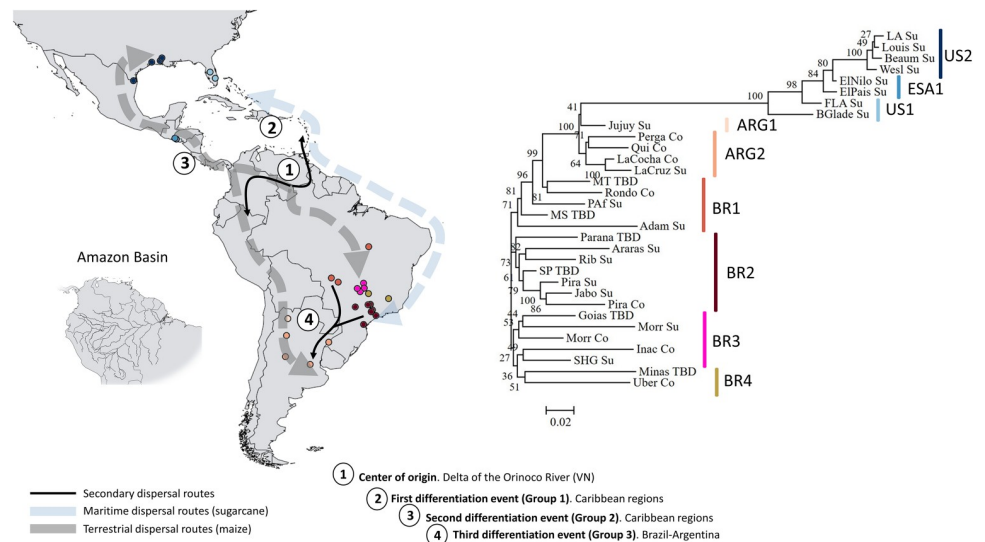 2
1
3
4
Amazon Basin
Secondary dispersal routes
Maritime dispersal routes (sugarcane)
Terrestrial dispersal routes (maize)
1 Center of origin. Delta of the Orinoco River (VN)
2 First differentiation event (Group 1). Caribbean regions
3 Second differentiation event (Group 2). Caribbean regions
4 Third differentiation event (Group 3). Brazil-Argentina
27 LA Su
49 Louis Su
100 Beaum Su
Wesl Su
80
84 ElNilo Su
98 ElPais Su
100 FLA Su
BGlade Su
US2
ESA1
US1
41
100 Jujuy Su
71 Perga Co
Qui Co
64 LaCocha Co
100 LaCruz Su
99
96 MT TBD
81 Rondo Co
81 PAf Su
71 MS TBD
Adam Su
ARG1
ARG2
BR1
Parana TBD
52 Araras Su
73 Rib Su
61 SP TBD
79 Pira Su
100 Jabo Su
86 Pira Co
BR2
44 Goias TBD
53 Morr Su
Morr Co
Inac Co
27 SHG Su
BR3
36 Minas TBD
51 Uber Co
BR4
0.02